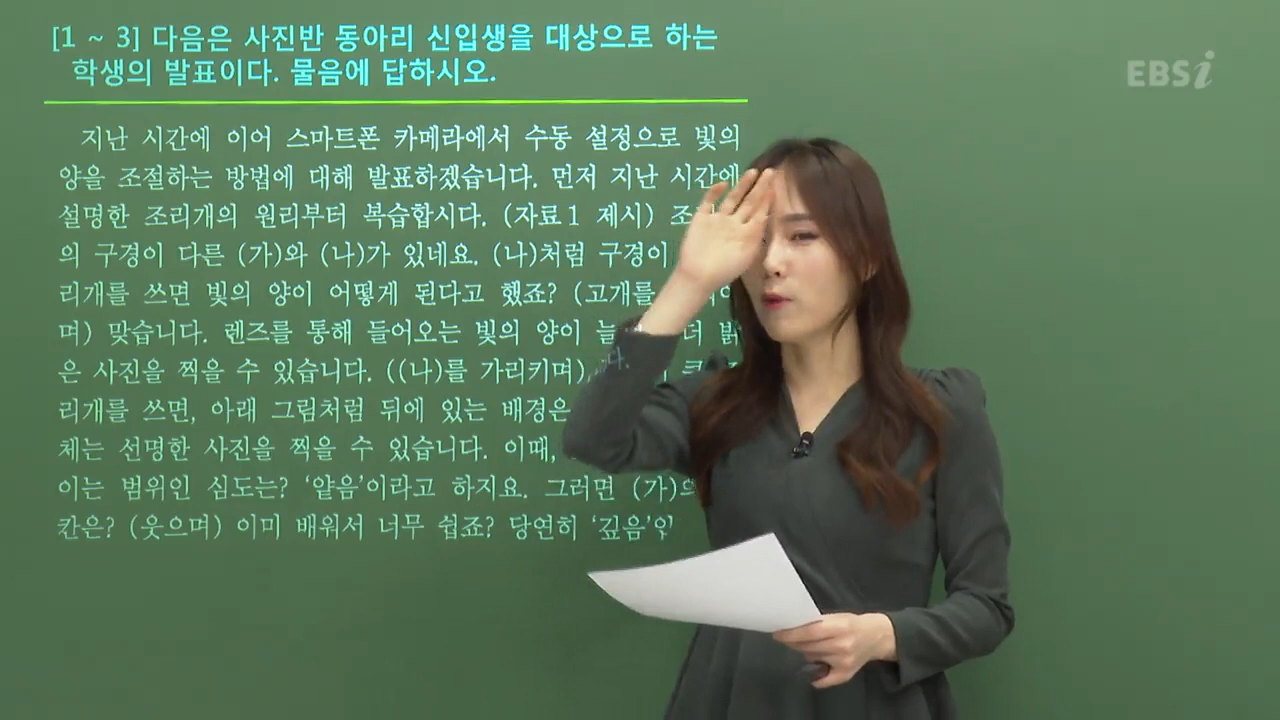 [1 ~ 3] 다음은 사진반 동아리 신입생을 대상으로 하는
학생의 발표이다. 물음에 답하시오.
EBSi
지난 시간에 이어 스마트폰 카메라에서 수동 설정으로 빛의
양을 조절하는 방법에 대해 발표하겠습니다. 먼저 지난 시간에
설명한 조리개의 원리부터 복습합시다. (자료 1 제시)
의 구경이 다른 (가)와 (나)가 있네요. (나)처럼 구경이
리개를 쓰면 빛의 양이 어떻게 된다고 했죠? (고개를
며) 맞습니다. 렌즈를 통해 들어오는 빛의 양이 더 밝
은 사진을 찍을 수 있습니다. ((나)를 가리키며),
리개를 쓰면, 아래 그림처럼 뒤에 있는 배경은
체는 선명한 사진을 찍을 수 있습니다. 이때,
이는 범위인 심도는? ‘얕음’이라고 하지요. 그러면 (가)의
칸은? (웃으며) 이미 배워서 너무 쉽죠? 당연히 ‘깊음’